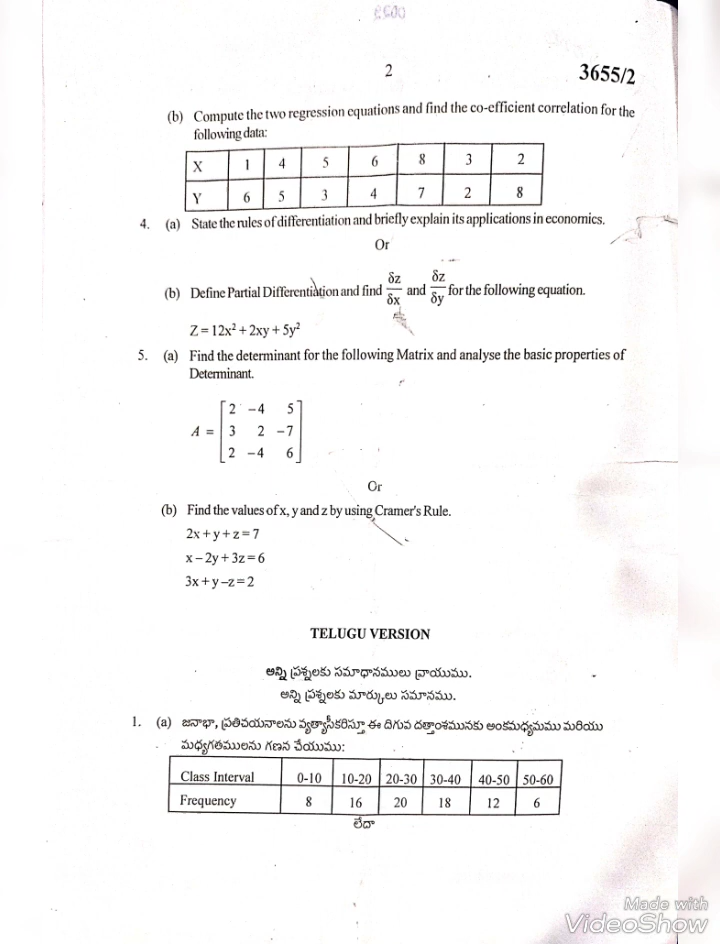 2
3655/2
(b) Compute the two regression equations and find the co-efficient correlation for the
following data:
X 1 4 5 6 8 3 2
Y 6 5 3 4 7 2 8
4. (a) State the rules of differentiation and briefly explain its applications in economics.
Or
(b) Define Partial Differentiation and find δz/δx and δz/δy for the following equation.
Z = 12x² + 2xy + 5y²
5. (a) Find the determinant for the following Matrix and analyse the basic properties of
Determinant.
2 -4 5
A = 3 2 -7
2 -4 6
Or
(b) Find the values of x, y and z by using Cramer's Rule.
2x + y + z = 7
x – 2y + 3z = 6
3x + y – z = 2
TELUGU VERSION
అన్ని ప్రశ్నలకు సమాధానములు వ్రాయుము.
అన్ని ప్రశ్నలకు మార్కులు సమానము.
1. (a) జనాభా, ప్రతిచయనాలను వ్యత్యాసీకరిస్తూ ఈ దిగువ దత్తాంశమునకు అంకమధ్యమము మరియు
మధ్యగతములను గణన చేయుము:
Class Interval 0-10 10-20 20-30 30-40 40-50 50-60
Frequency 8 16 20 18 12 6
లేదా
Made with
VideoShow